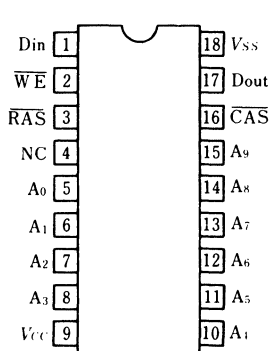 Din 1 18 Vss
WE 2 17 Dout
RAS 3 16 CAS
NC 4 15 A9
A0 5 14 A8
A1 6 13 A7
A2 7 12 A6
A3 8 11 A5
Vcc 9 10 A4